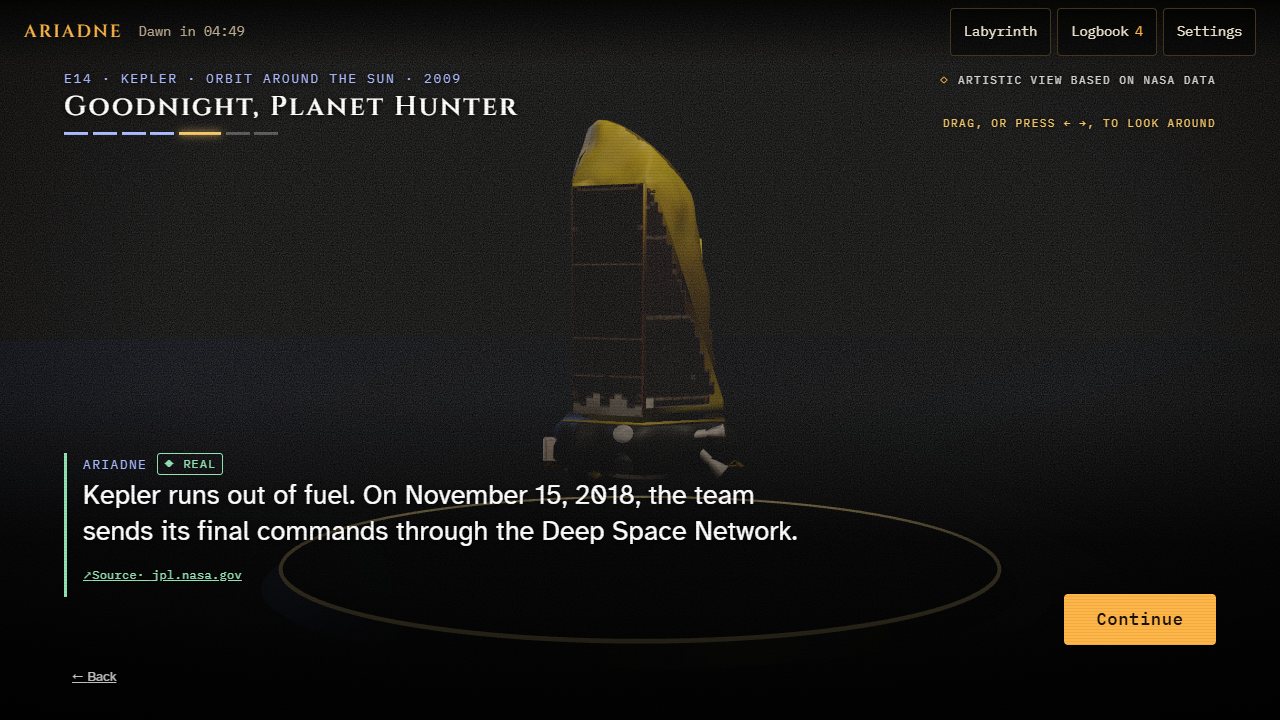 ARIADNE Dawn in 04:49 Labyrinth Logbook 4 Settings
E14 · KEPLER · ORBIT AROUND THE SUN · 2009
Goodnight, Planet Hunter
◇ ARTISTIC VIEW BASED ON NASA DATA
DRAG, OR PRESS ← →, TO LOOK AROUND
ARIADNE ◆ REAL
Kepler runs out of fuel. On November 15, 2018, the team
sends its final commands through the Deep Space Network.
↗Source· jpl.nasa.gov
Continue
← Back